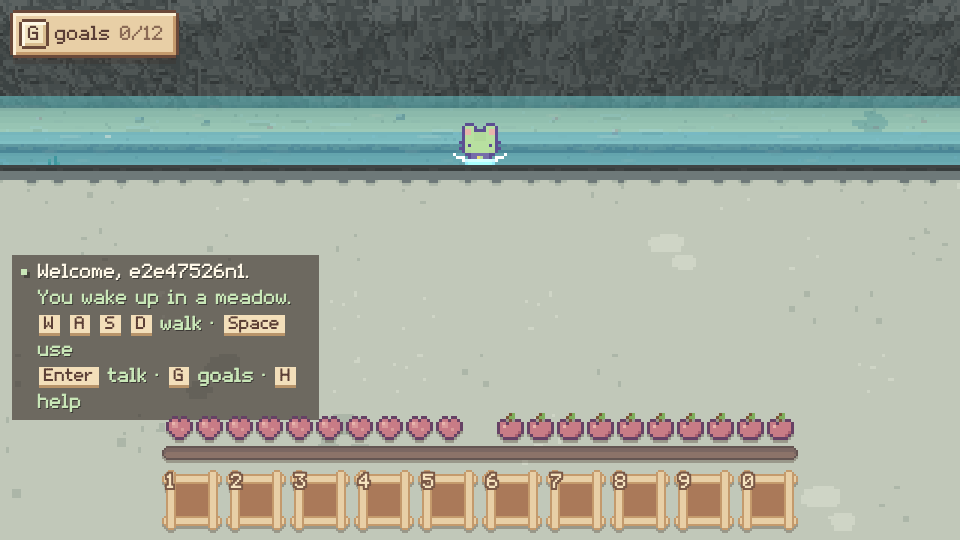 G goals 0/12
Welcome, e2e47526n1.
You wake up in a meadow.
W A S D walk · Space
use
Enter talk · G goals · H
help
1 2 3 4 5 6 7 8 9 0